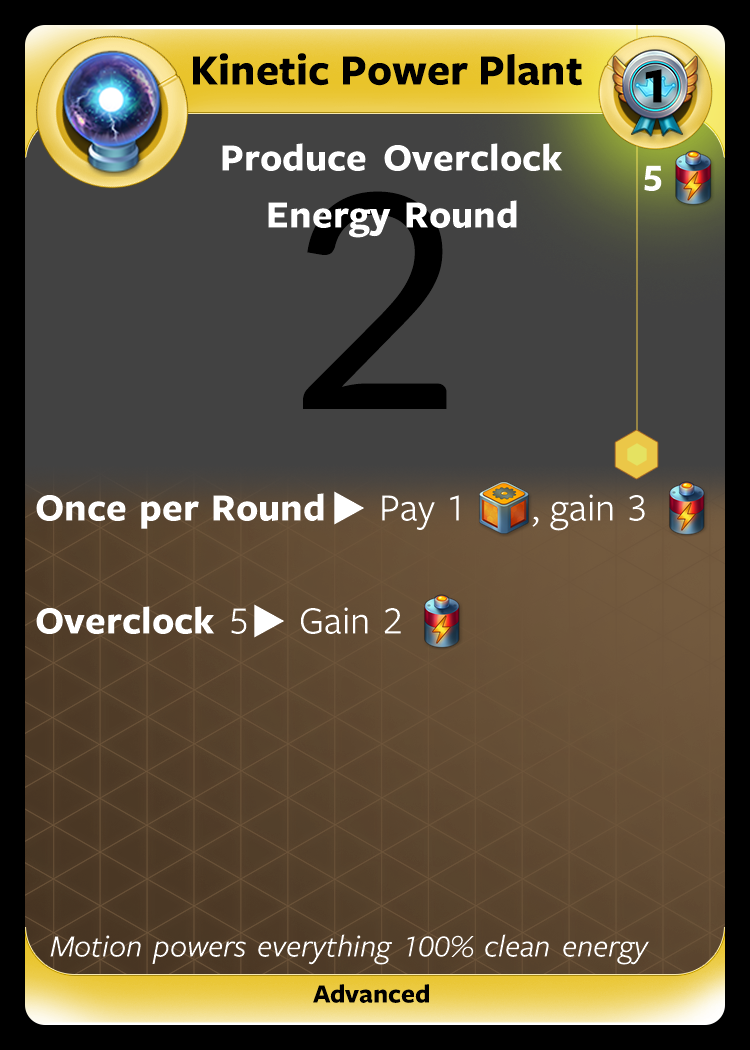 Kinetic Power Plant
1
Produce Overclock
5
Energy Round
2
Once per Round▶ Pay 1 , gain 3
Overclock 5▶ Gain 2
Motion powers everything 100% clean energy
Advanced